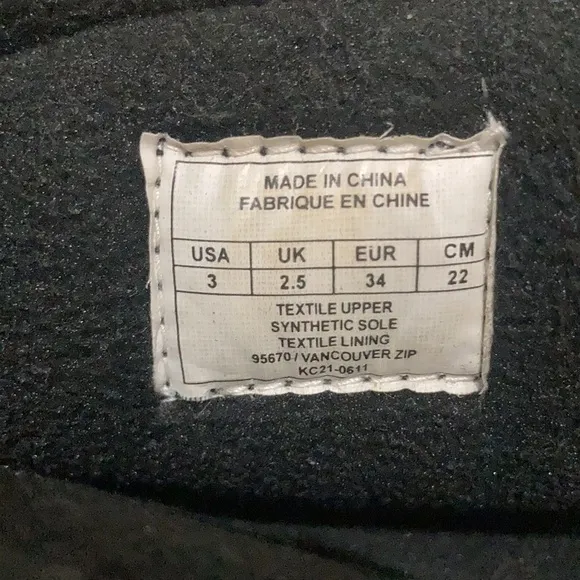 MADE IN CHINA
FABRIQUE EN CHINE
USA UK EUR CM
3 2.5 34 22
TEXTILE UPPER
SYNTHETIC SOLE
TEXTILE LINING
95670 / VANCOUVER ZIP
KC21-0611